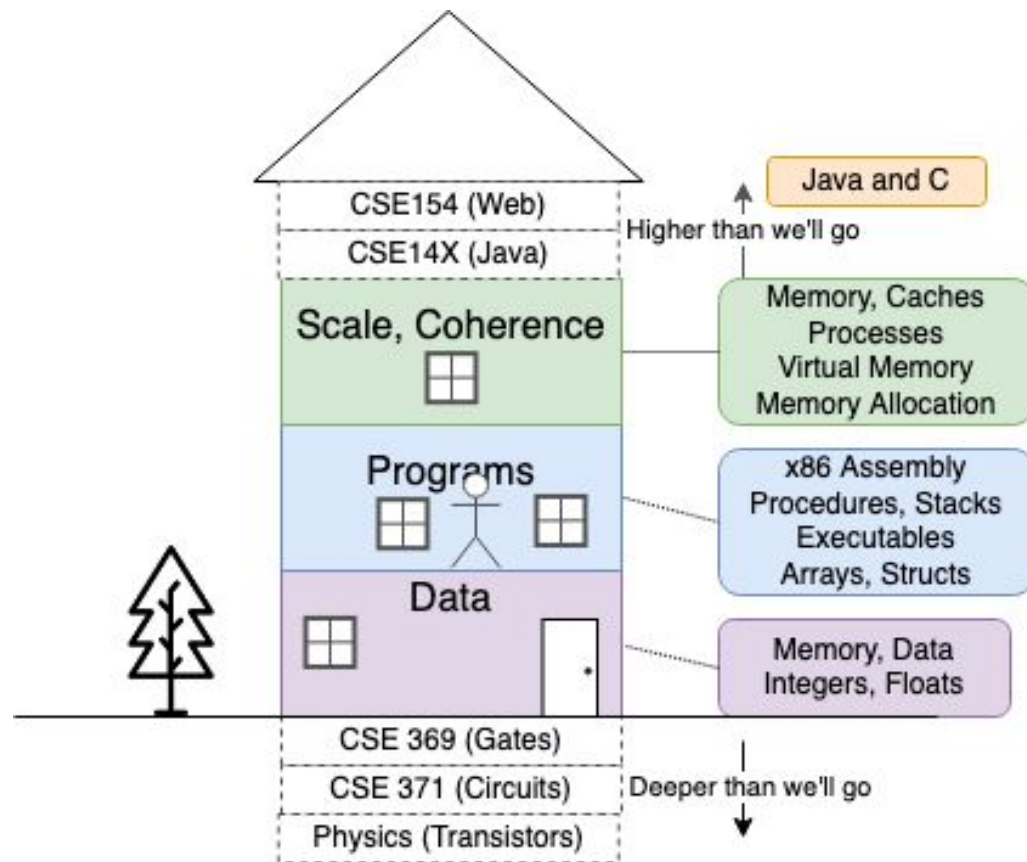 CSE154 (Web)
CSE14X (Java)
Scale, Coherence
Programs
Data
CSE 369 (Gates)
CSE 371 (Circuits)
Physics (Transistors)
Java and C
Higher than we'll go
Memory, Caches
Processes
Virtual Memory
Memory Allocation
x86 Assembly
Procedures, Stacks
Executables
Arrays, Structs
Memory, Data
Integers, Floats
Deeper than we'll go